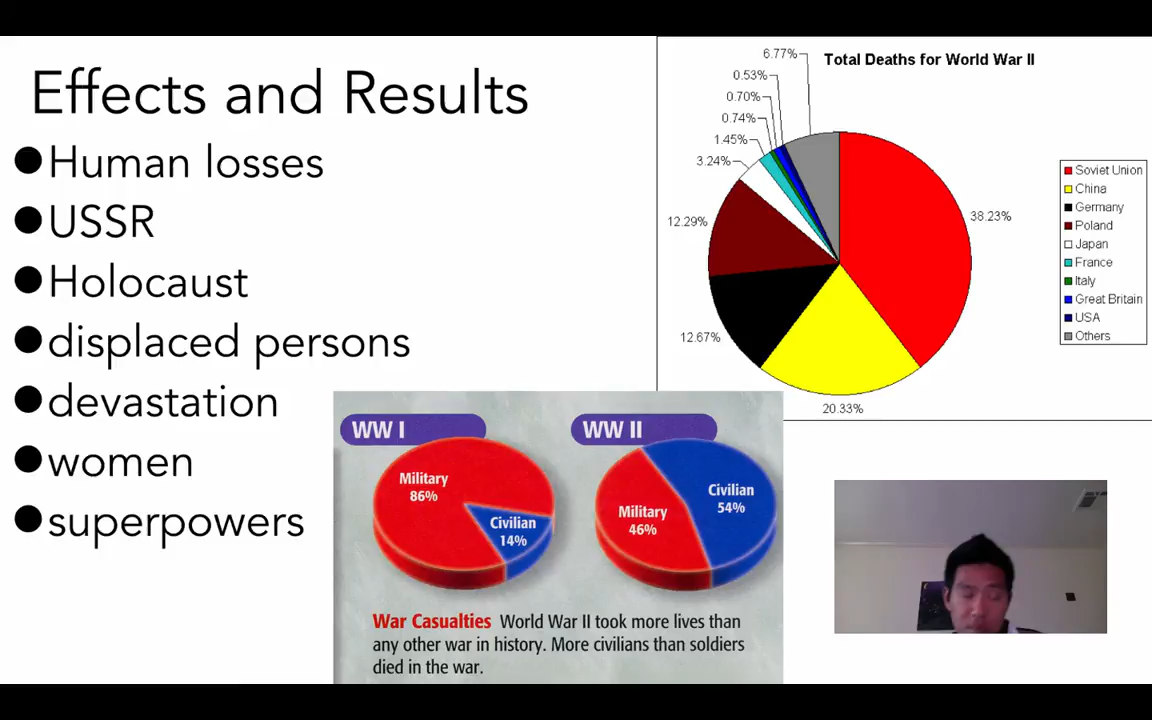 Effects and Results
●Human losses
●USSR
●Holocaust
●displaced persons
●devastation
●women
●superpowers
Total Deaths for World War II
6.77%
0.53%
0.70%
0.74%
1.45%
3.24%
12.29%
12.67%
20.33%
38.23%
Soviet Union
China
Germany
Poland
Japan
France
Italy
Great Britain
USA
Others
WW I
Military
86%
Civilian
14%
WW II
Military
46%
Civilian
54%
War Casualties World War II took more lives than
any other war in history. More civilians than soldiers
died in the war.